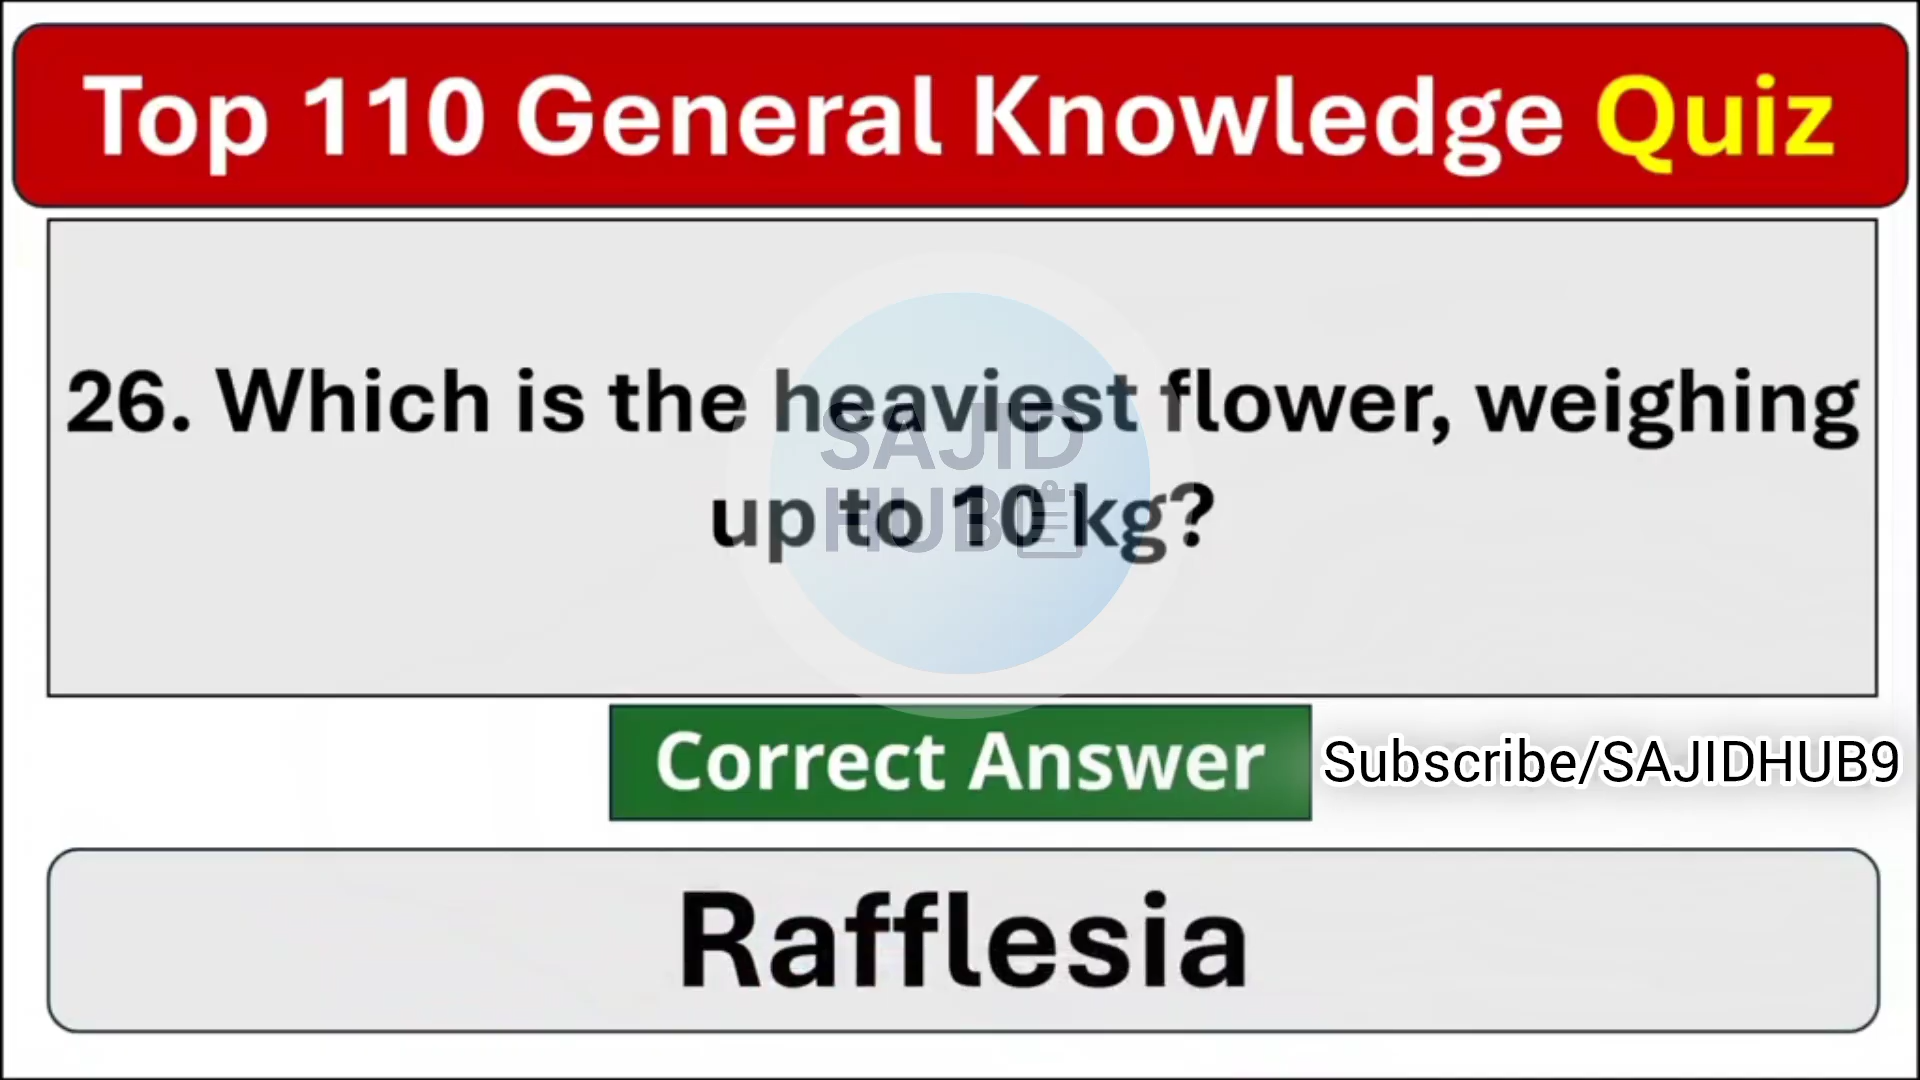 Top 110 General Knowledge Quiz
26. Which is the heaviest flower, weighing
up to 10 kg?
SAJID
HUB
Correct Answer
Subscribe/SAJIDHUB9
Rafflesia